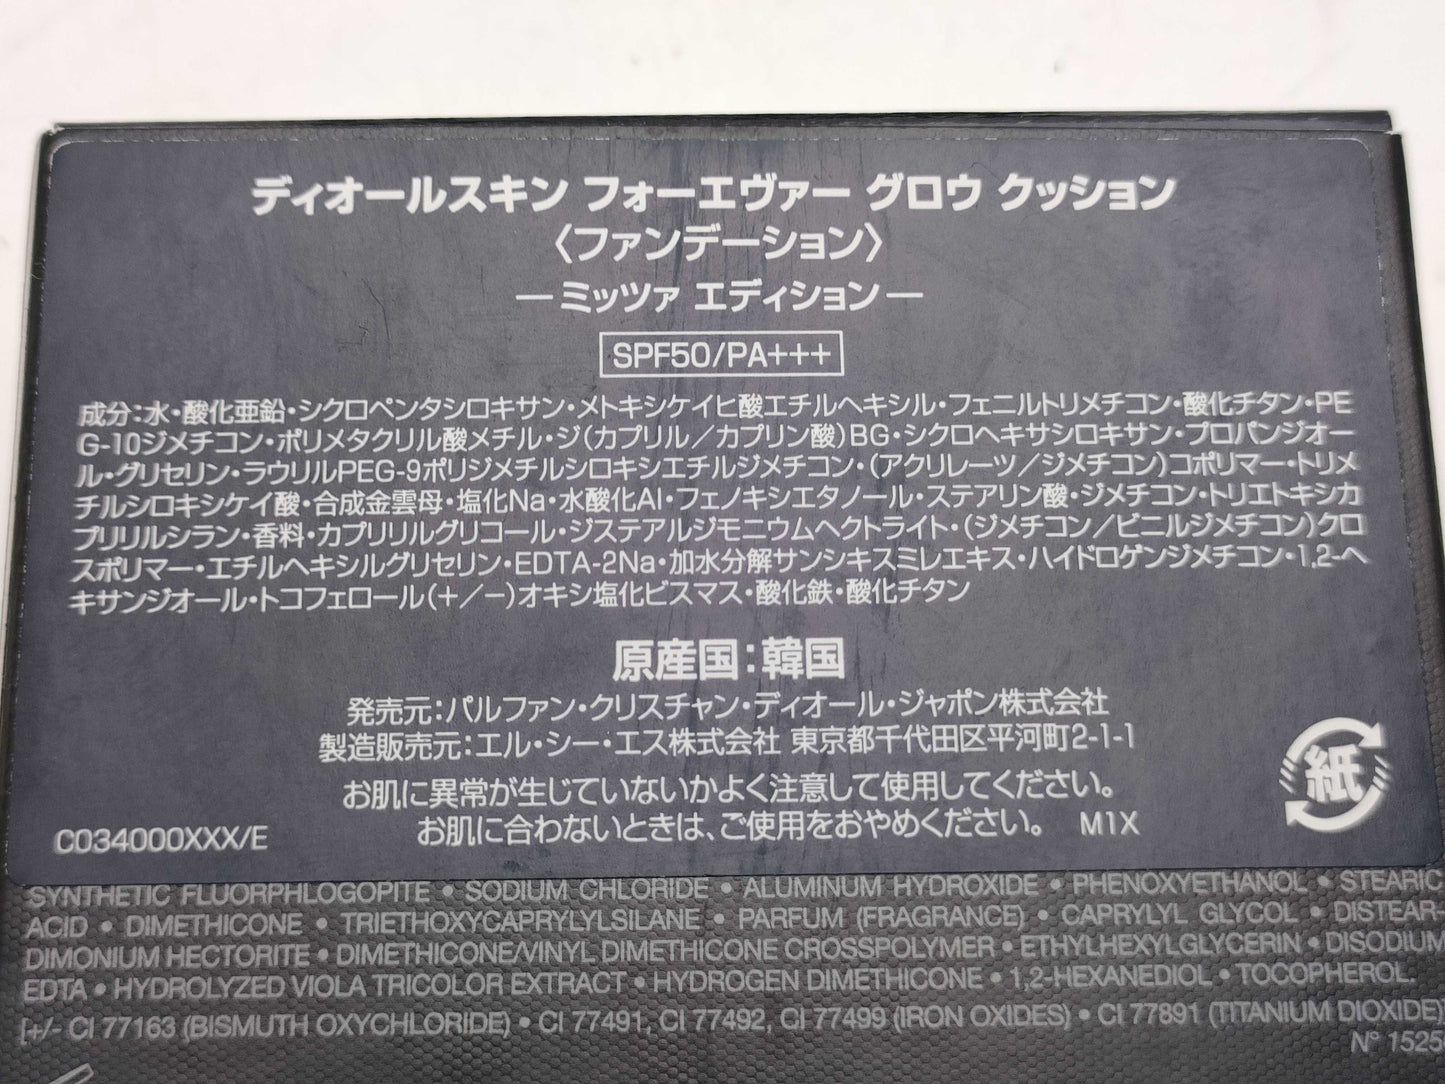 ディオールスキン フォーエヴァー グロウ クッション
〈ファンデーション〉
―ミッツァ エディション―
SPF50/PA+++
成分:水・酸化亜鉛・シクロペンタシロキサン・メトキシケイヒ酸エチルヘキシル・フェニルトリメチコン・酸化チタン・PE
G-10ジメチコン・ポリメタクリル酸メチル・ジ(カプリル/カプリン酸)BG・シクロヘキサシロキサン・プロパンジオー
ル・グリセリン・ラウリルPEG-9ポリジメチルシロキシエチルジメチコン・(アクリレーツ/ジメチコン)コポリマー・トリメ
チルシロキシケイ酸・合成金雲母・塩化Na・水酸化Al・フェノキシエタノール・ステアリン酸・ジメチコン・トリエトキシカ
プリリルシラン・香料・カプリリルグリコール・ジステアルジモニウムヘクトライト・(ジメチコン/ビニルジメチコン)クロ
スポリマー・エチルヘキシルグリセリン・EDTA-2Na・加水分解サンシキスミレエキス・ハイドロゲンジメチコン・1,2-ヘ
キサンジオール・トコフェロール(+/-)オキシ塩化ビスマス・酸化鉄・酸化チタン
原産国:韓国
発売元:パルファン・クリスチャン・ディオール・ジャポン株式会社
製造販売元:エル・シー・エス株式会社 東京都千代田区平河町2-1-1
お肌に異常が生じていないかよく注意して使用してください。
お肌に合わないときは、ご使用をおやめください。 M1X
紙
C034000XXX/E
SYNTHETIC FLUORPHLOGOPITE • SODIUM CHLORIDE • ALUMINUM HYDROXIDE • PHENOXYETHANOL • STEARIC
ACID • DIMETHICONE • TRIETHOXYCAPRYLYLSILANE • PARFUM (FRAGRANCE) • CAPRYLYL GLYCOL • DISTEAR-
DIMONIUM HECTORITE • DIMETHICONE/VINYL DIMETHICONE CROSSPOLYMER • ETHYLHEXYLGLYCERIN • DISODIUM
EDTA • HYDROLYZED VIOLA TRICOLOR EXTRACT • HYDROGEN DIMETHICONE • 1,2-HEXANEDIOL • TOCOPHEROL.
[+/- CI 77163 (BISMUTH OXYCHLORIDE) • CI 77491, CI 77492, CI 77499 (IRON OXIDES) • CI 77891 (TITANIUM DIOXIDE)]
N° 1525